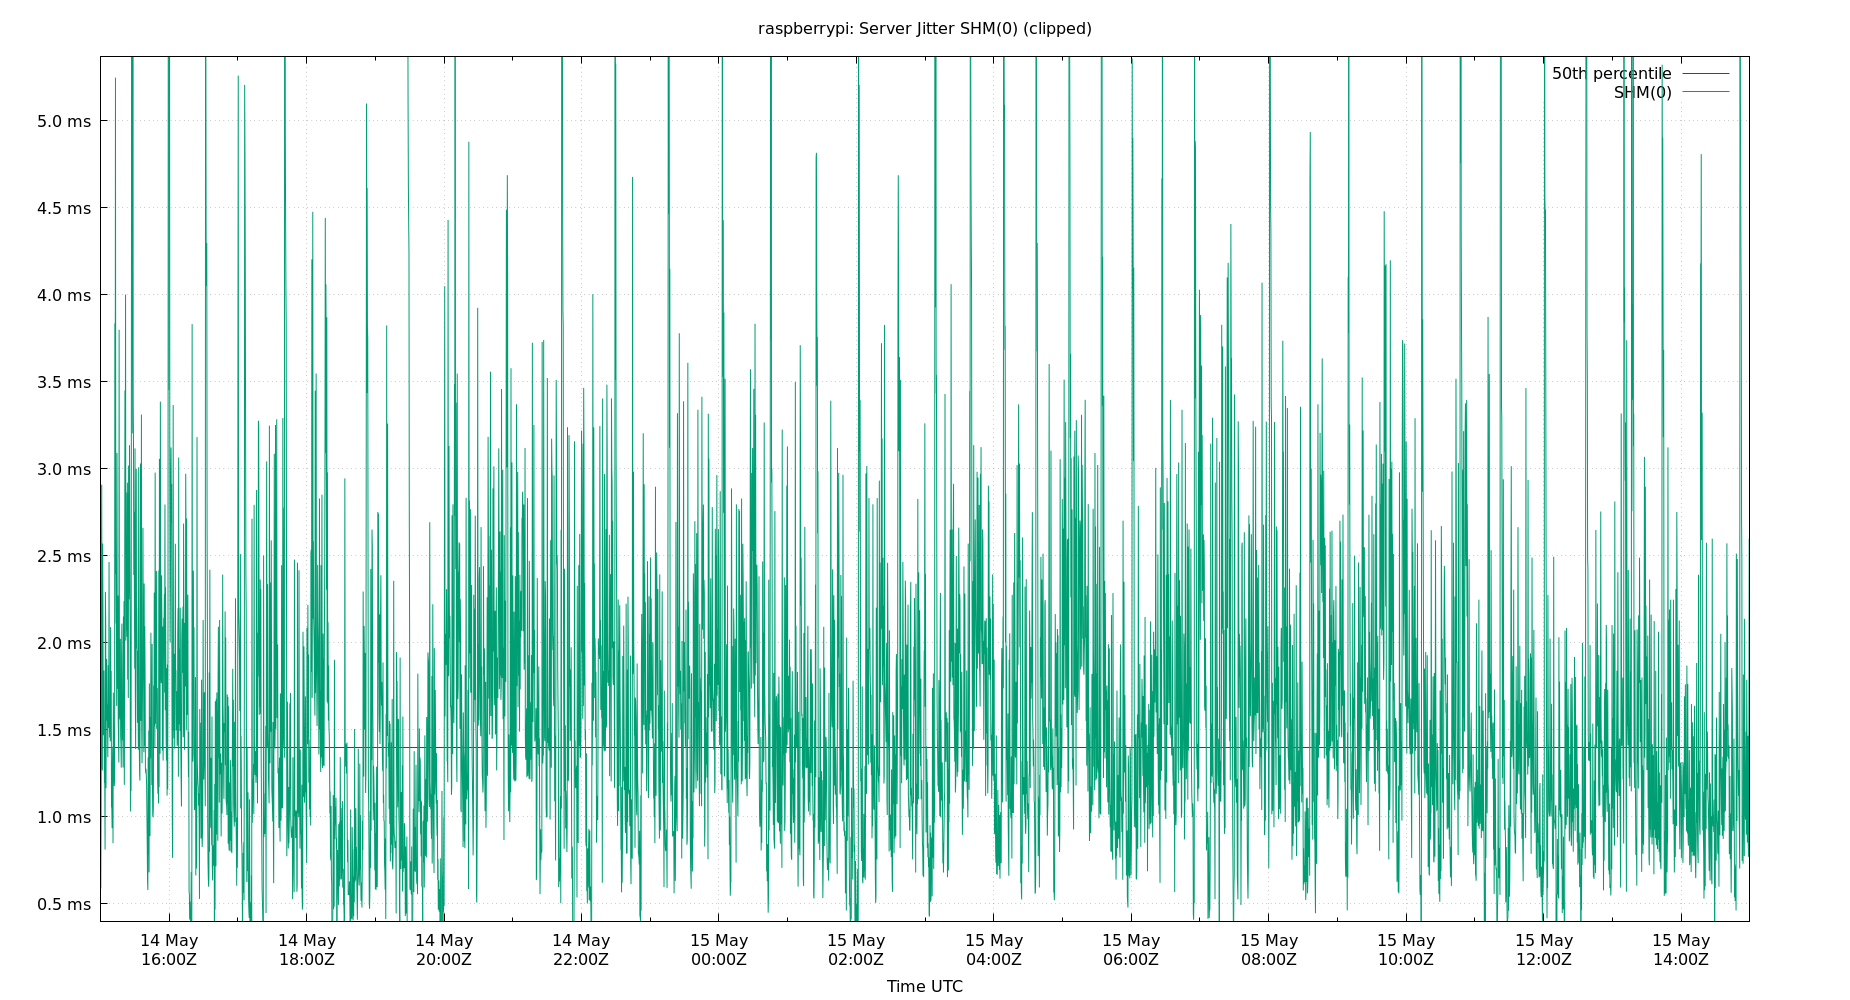 raspberrypi: Server Jitter SHM(0) (clipped)
50th percentile
SHM(0)
5.0 ms
4.5 ms
4.0 ms
3.5 ms
3.0 ms
2.5 ms
2.0 ms
1.5 ms
1.0 ms
0.5 ms
14 May 14 May 14 May 14 May 15 May 15 May 15 May 15 May 15 May 15 May 15 May 15 May
16:00Z 18:00Z 20:00Z 22:00Z 00:00Z 02:00Z 04:00Z 06:00Z 08:00Z 10:00Z 12:00Z 14:00Z
Time UTC